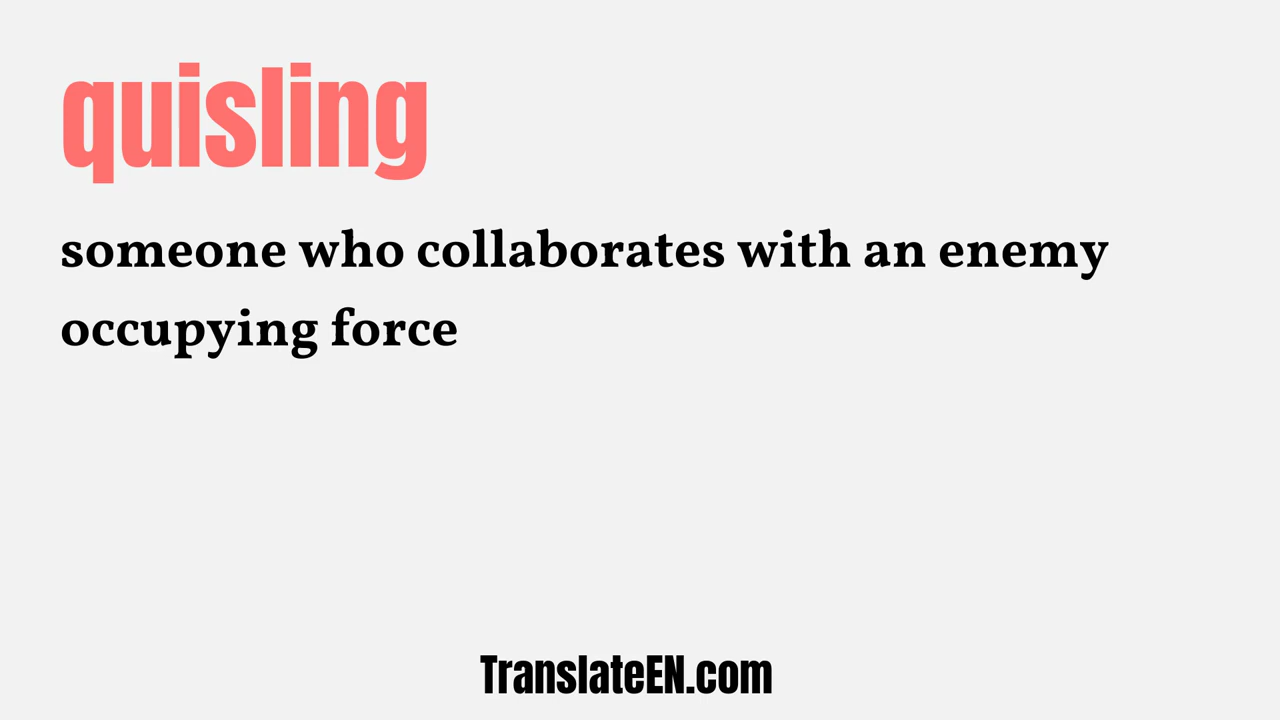 quisling
someone who collaborates with an enemy
occupying force
TranslateEN.com